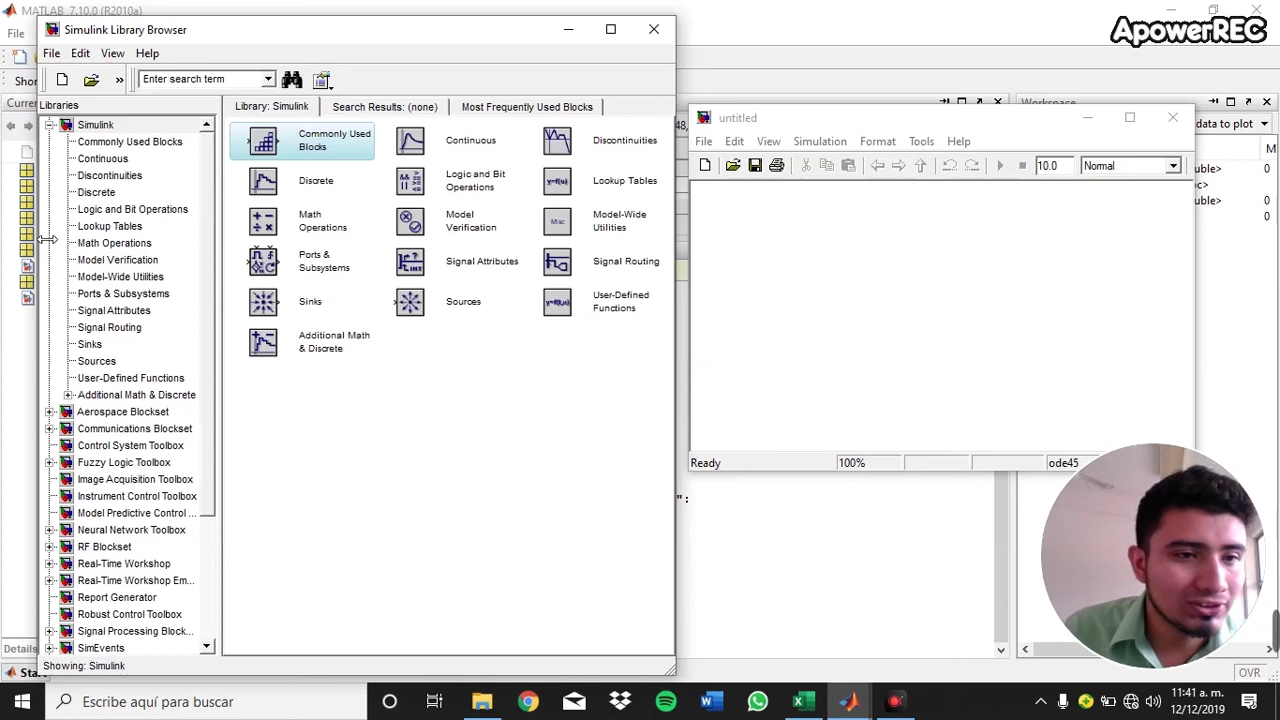 MATLAB 7.10.0 (R2010a)
ApowerREC
File
Simulink Library Browser
File Edit View Help
Enter search term
Libraries
Library: Simulink
Search Results: (none)
Most Frequently Used Blocks
Simulink
Commonly Used Blocks
Continuous
Discontinuities
Discrete
Logic and Bit Operations
Lookup Tables
Math Operations
Model Verification
Model-Wide Utilities
Ports & Subsystems
Signal Attributes
Signal Routing
Sinks
Sources
User-Defined Functions
Additional Math & Discrete
Aerospace Blockset
Communications Blockset
Control System Toolbox
Fuzzy Logic Toolbox
Image Acquisition Toolbox
Instrument Control Toolbox
Model Predictive Control ...
Neural Network Toolbox
RF Blockset
Real-Time Workshop
Real-Time Workshop Em...
Report Generator
Robust Control Toolbox
Signal Processing Block...
SimEvents
Commonly Used
Blocks
Continuous
Discontinuities
Discrete
Logic and Bit
Operations
Lookup Tables
Math
Operations
Model
Verification
Misc
Model-Wide
Utilities
Ports &
Subsystems
Signal Attributes
Signal Routing
Sinks
Sources
User-Defined
Functions
Additional Math
& Discrete
Showing: Simulink
untitled
File Edit View Simulation Format Tools Help
10.0
Normal
Ready
100%
ode45
data to plot
Details
Start
OVR
Escribe aquí para buscar
11:41 a. m.
12/12/2019